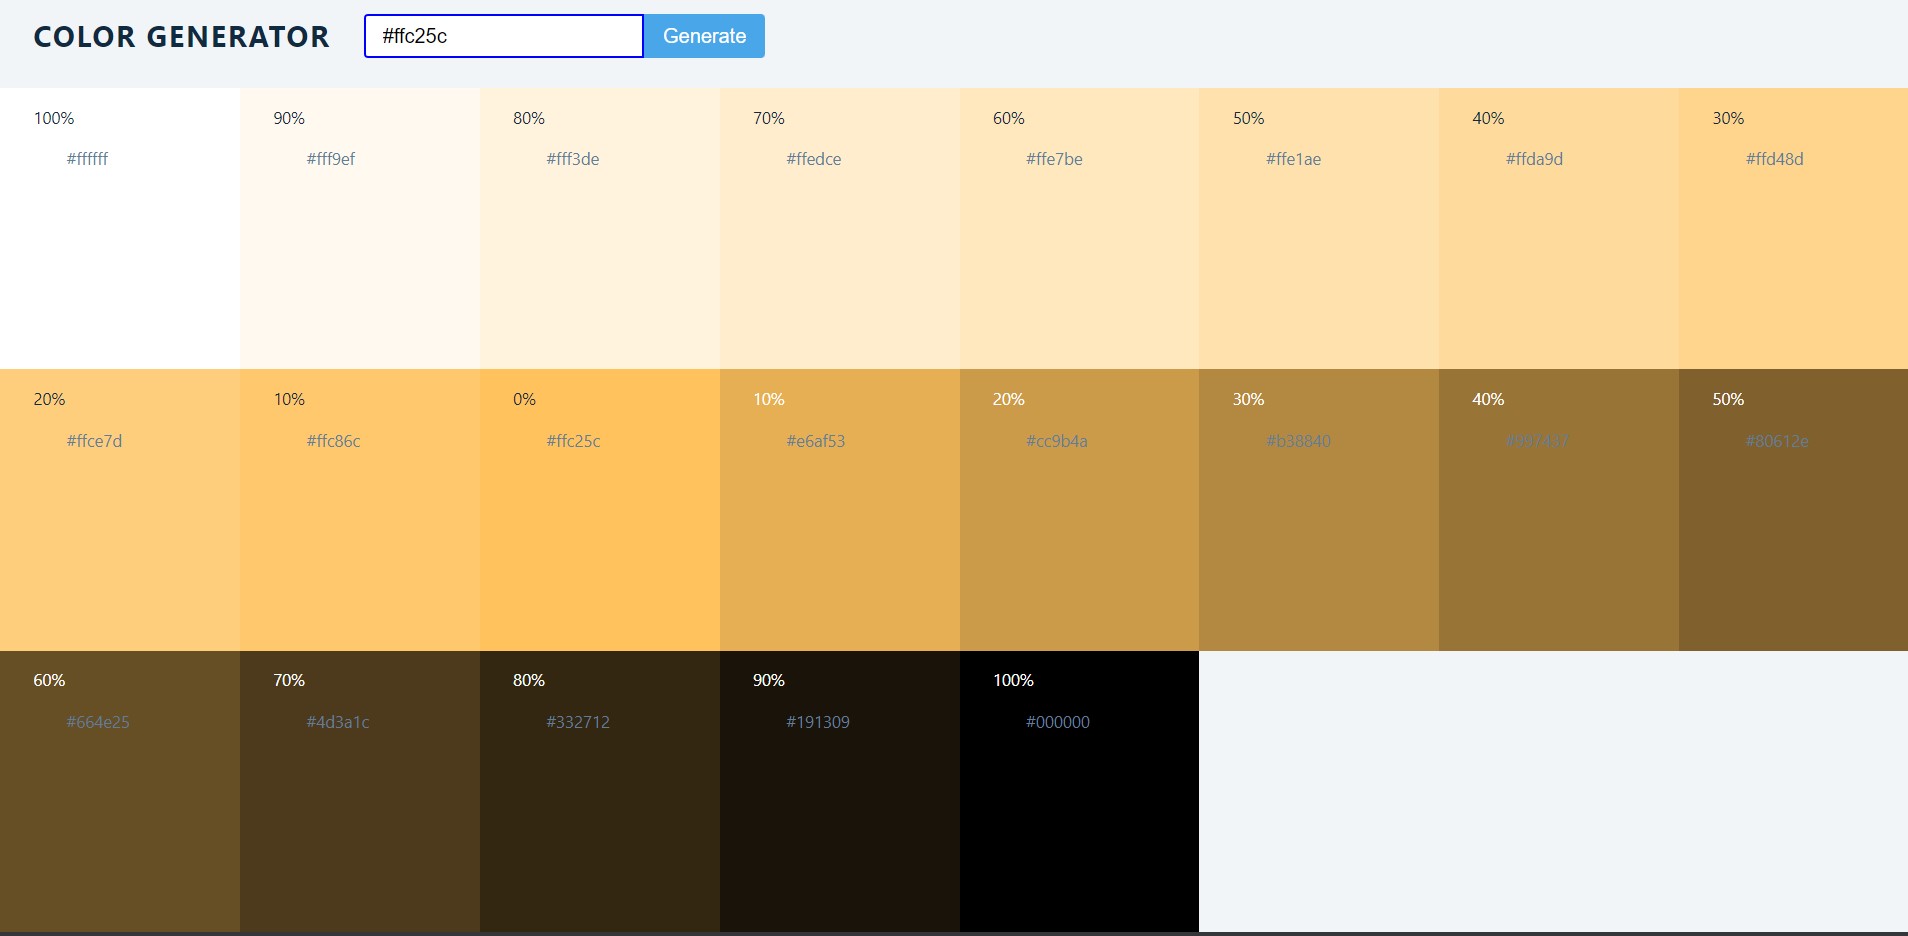 COLOR GENERATOR #ffc25c Generate
100% 90% 80% 70% 60% 50% 40% 30%
#ffffff #fff9ef #fff3de #ffedce #ffe7be #ffe1ae #ffda9d #ffd48d
20% 10% 0% 10% 20% 30% 40% 50%
#ffce7d #ffc86c #ffc25c #e6af53 #cc9b4a #b38840 #997437 #80612e
60% 70% 80% 90% 100%
#664e25 #4d3a1c #332712 #191309 #000000